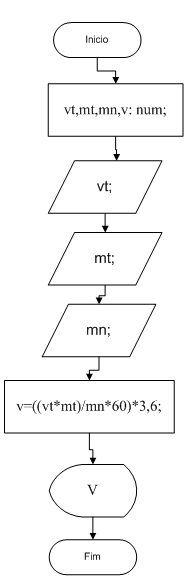 Inicio
vt,mt,mn,v: num;
vt;
mt;
mn;
v=((vt*mt)/mn*60)*3,6;
V
Fim